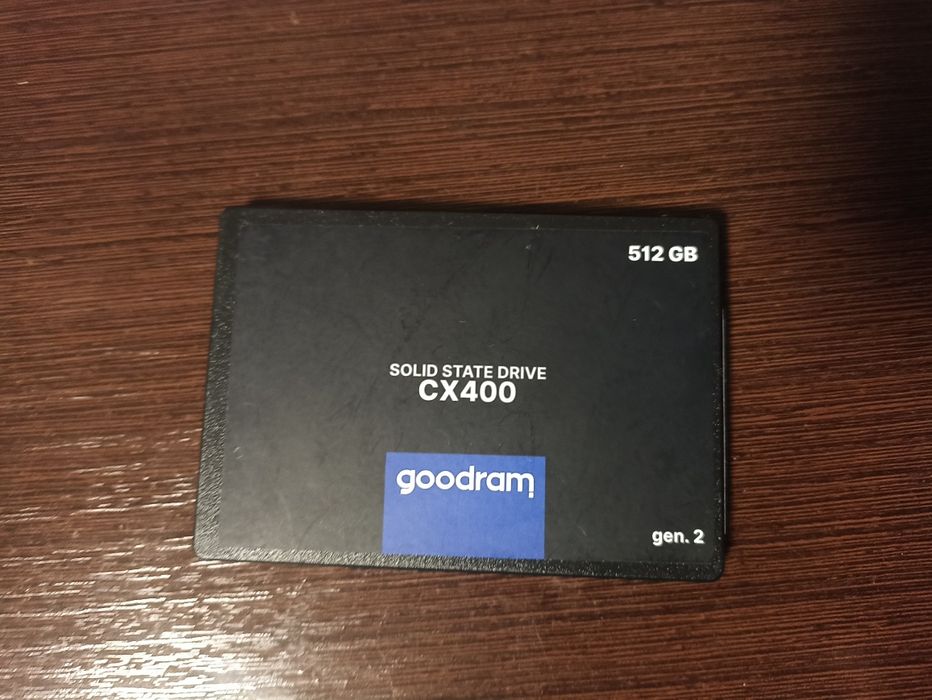 512 GB
SOLID STATE DRIVE
CX400
goodram
gen. 2